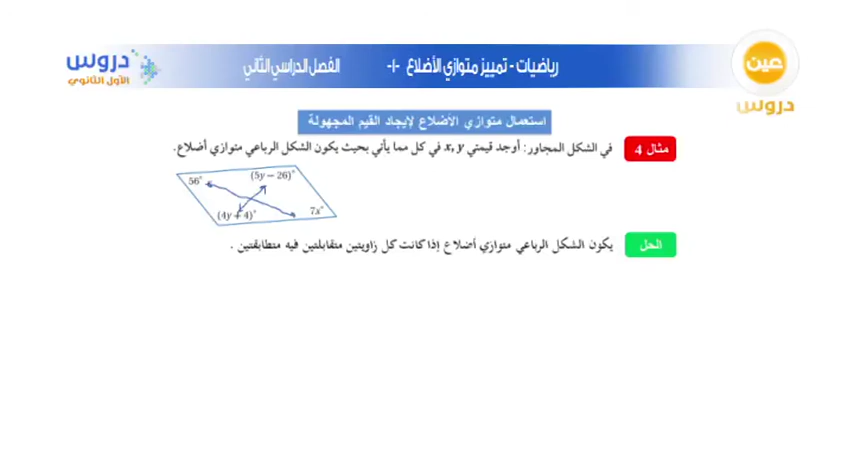 رياضيات - تمييز متوازي الأضلاع -١-
الفصل الدراسي الثاني
عين
دروس
دروس
الأول الثانوي
استعمال متوازي الأضلاع لإيجاد القيم المجهولة
مثال 4
في الشكل المجاور: أوجد قيمتي x, y في كل مما يأتي بحيث يكون الشكل الرباعي متوازي أضلاع.
56°
(5y − 26)°
(4y + 4)°
7x°
الحل
يكون الشكل الرباعي متوازي أضلاع إذا كانت كل زاويتين متقابلتين فيه متطابقتين .